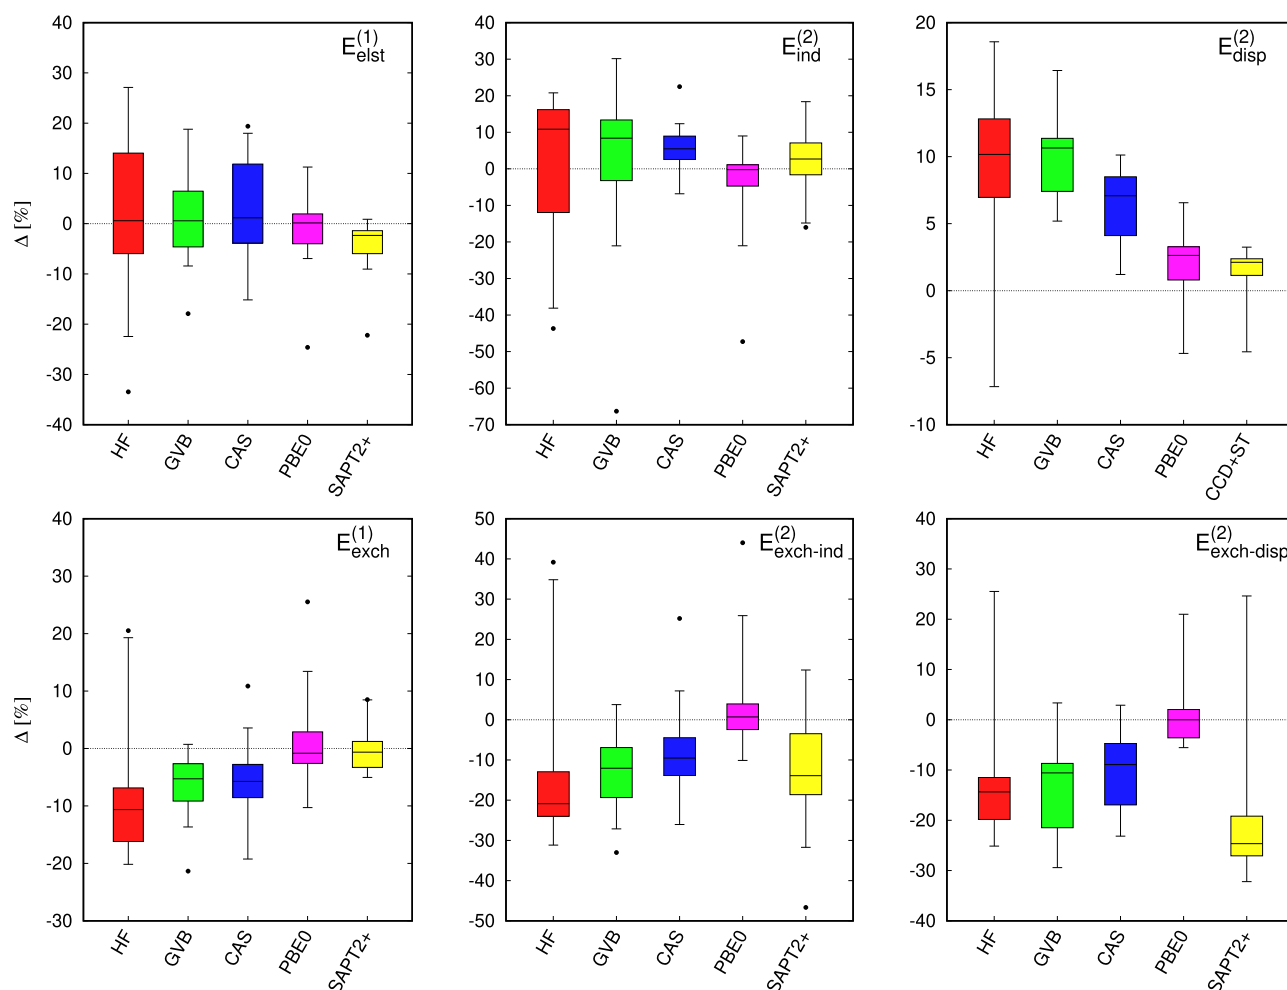 E(1)elst
40
30
20
10
0
-10
-20
-30
-40
Δ [%]
HF
GVB
CAS
PBE0
SAPT2+
E(2)ind
40
30
20
10
0
-10
-20
-30
-40
-50
-60
-70
HF
GVB
CAS
PBE0
SAPT2+
E(2)disp
20
15
10
5
0
-5
-10
HF
GVB
CAS
PBE0
CCD+ST
E(1)exch
40
30
20
10
0
-10
-20
-30
Δ [%]
HF
GVB
CAS
PBE0
SAPT2+
E(2)exch-ind
50
40
30
20
10
0
-10
-20
-30
-40
-50
HF
GVB
CAS
PBE0
SAPT2+
E(2)exch-disp
40
30
20
10
0
-10
-20
-30
-40
HF
GVB
CAS
PBE0
SAPT2+